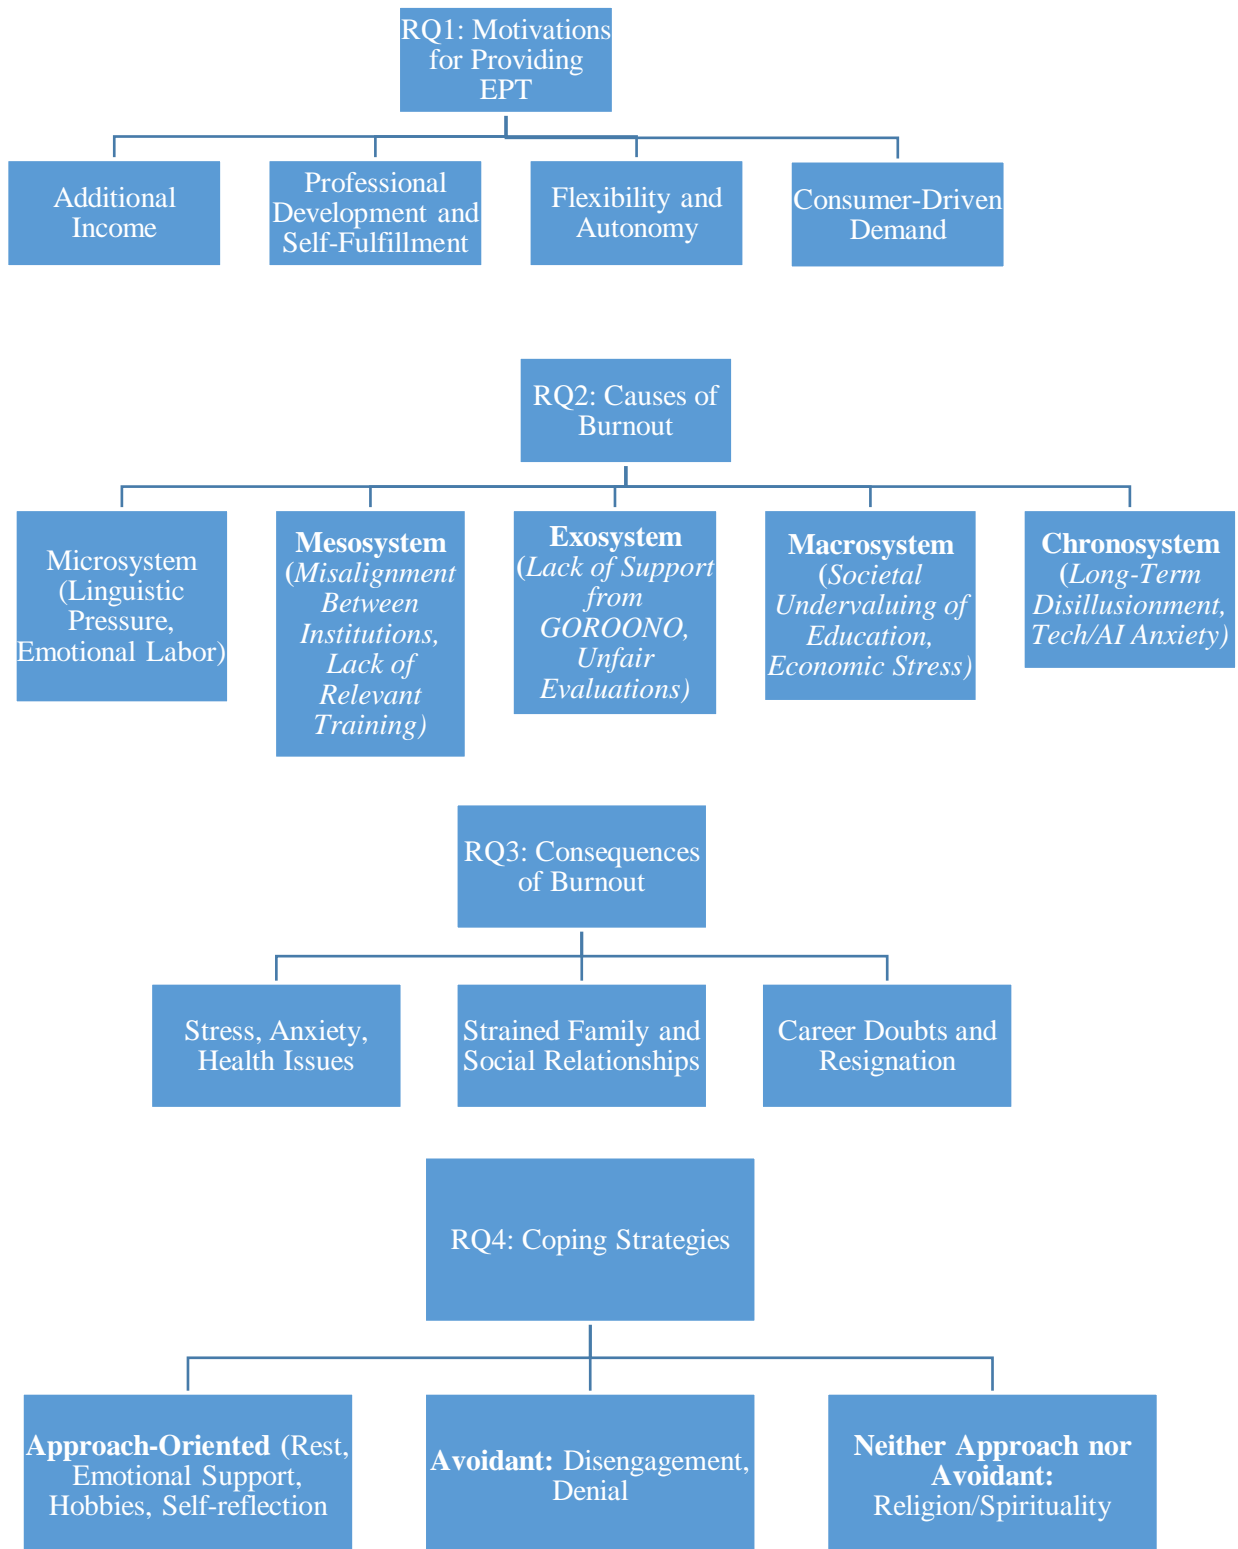 RQ1: Motivations
for Providing
EPT
Additional
Income
Professional
Development and
Self-Fulfillment
Flexibility and
Autonomy
Consumer-Driven
Demand
RQ2: Causes of
Burnout
Microsystem
(Linguistic
Pressure,
Emotional Labor)
Mesosystem
(Misalignment
Between
Institutions,
Lack of
Relevant
Training)
Exosystem
(Lack of Support
from
GOROONO,
Unfair
Evaluations)
Macrosystem
(Societal
Undervaluing of
Education,
Economic Stress)
Chronosystem
(Long-Term
Disillusionment,
Tech/AI Anxiety)
RQ3: Consequences
of Burnout
Stress, Anxiety,
Health Issues
Strained Family and
Social Relationships
Career Doubts and
Resignation
RQ4: Coping Strategies
Approach-Oriented (Rest,
Emotional Support,
Hobbies, Self-reflection
Avoidant: Disengagement,
Denial
Neither Approach nor
Avoidant:
Religion/Spirituality